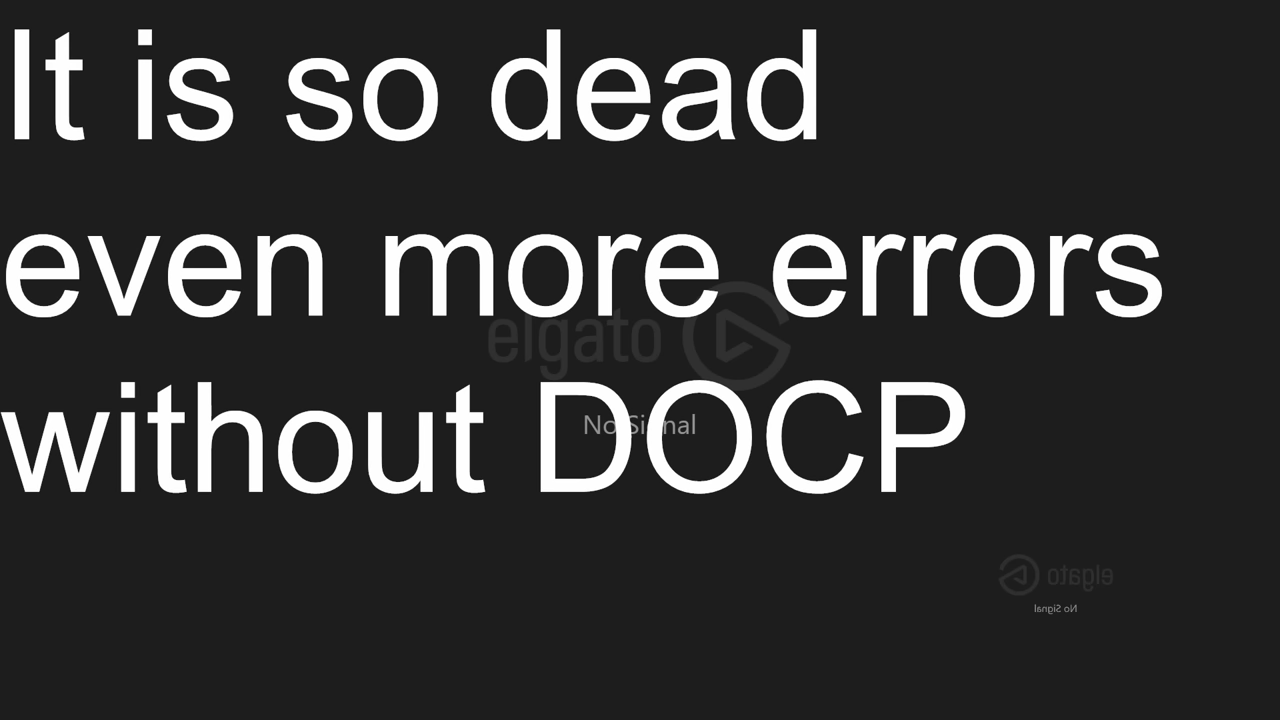 It is so dead
even more errors
elgato
without DOCP
No Signal
elgato
No Signal